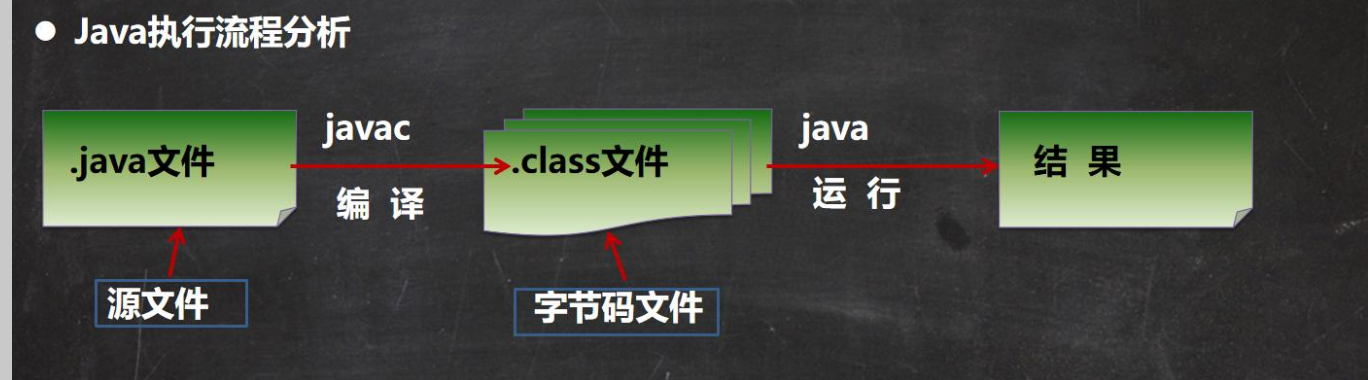 ● Java执行流程分析
javac
java
.java文件
.class文件
结 果
编 译
运 行
源文件
字节码文件